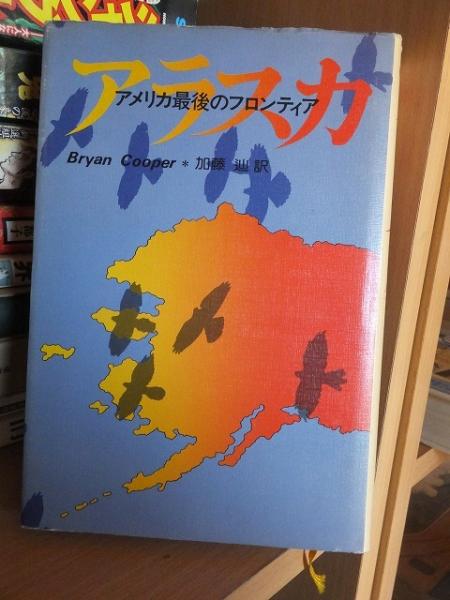 アラスカ
アメリカ最後のフロンティア
Bryan Cooper * 加藤 辿 訳